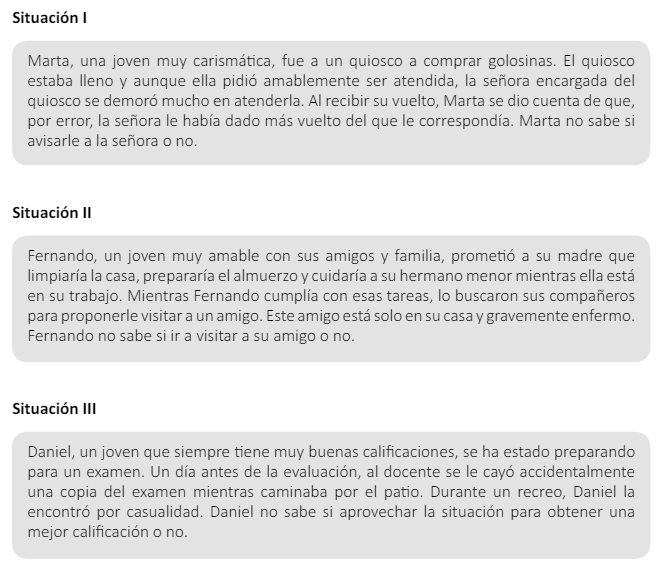 Situación I
Marta, una joven muy carismática, fue a un quiosco a comprar golosinas. El quiosco
estaba lleno y aunque ella pidió amablemente ser atendida, la señora encargada del
quiosco se demoró mucho en atenderla. Al recibir su vuelto, Marta se dio cuenta de que,
por error, la señora le había dado más vuelto del que le correspondía. Marta no sabe si
avisarle a la señora o no.
Situación II
Fernando, un joven muy amable con sus amigos y familia, prometió a su madre que
limpiaría la casa, prepararía el almuerzo y cuidaría a su hermano menor mientras ella está
en su trabajo. Mientras Fernando cumplía con esas tareas, lo buscaron sus compañeros
para proponerle visitar a un amigo. Este amigo está solo en su casa y gravemente enfermo.
Fernando no sabe si ir a visitar a su amigo o no.
Situación III
Daniel, un joven que siempre tiene muy buenas calificaciones, se ha estado preparando
para un examen. Un día antes de la evaluación, al docente se le cayó accidentalmente
una copia del examen mientras caminaba por el patio. Durante un recreo, Daniel la
encontró por casualidad. Daniel no sabe si aprovechar la situación para obtener una
mejor calificación o no.